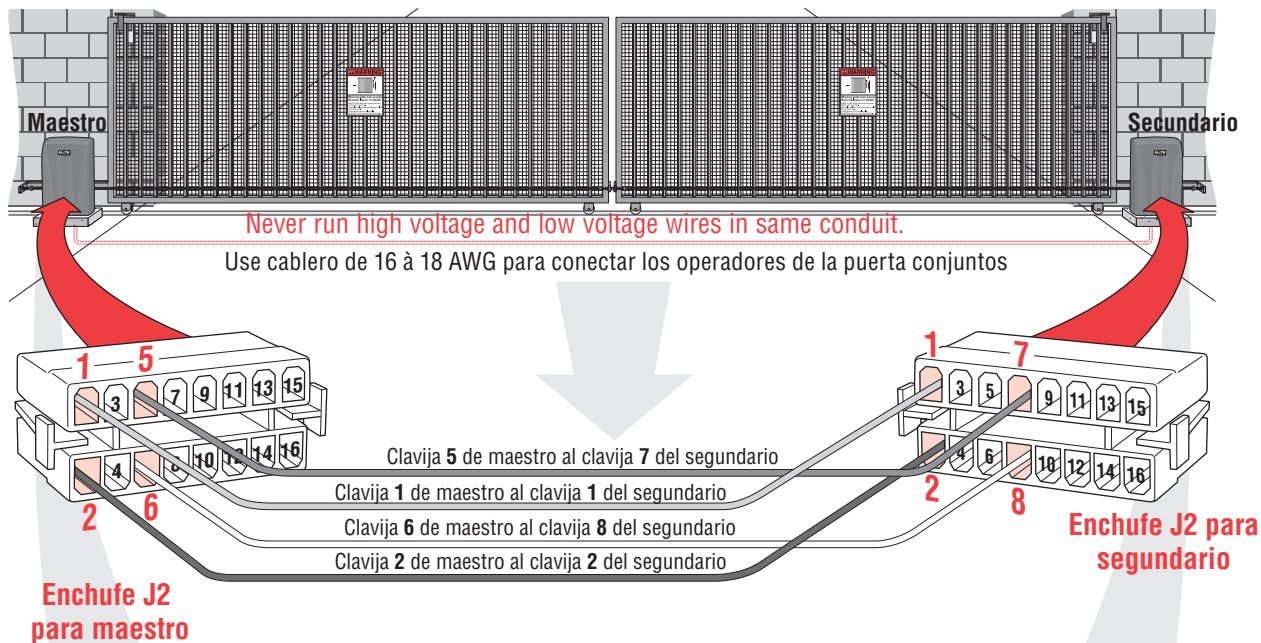 WARNING
WARNING
Maestro
Secundario
Never run high voltage and low voltage wires in same conduit.
Use cablero de 16 à 18 AWG para conectar los operadores de la puerta conjuntos
1 5
3 7 9 11 13 15
4 8 10 12 14 16
2 6
1 7
3 5 9 11 13 15
4 6 10 12 14 16
2 8
Clavija 5 de maestro al clavija 7 del segundario
Clavija 1 de maestro al clavija 1 del segundario
Clavija 6 de maestro al clavija 8 del segundario
Clavija 2 de maestro al clavija 2 del segundario
Enchufe J2
para maestro
Enchufe J2 para
segundario